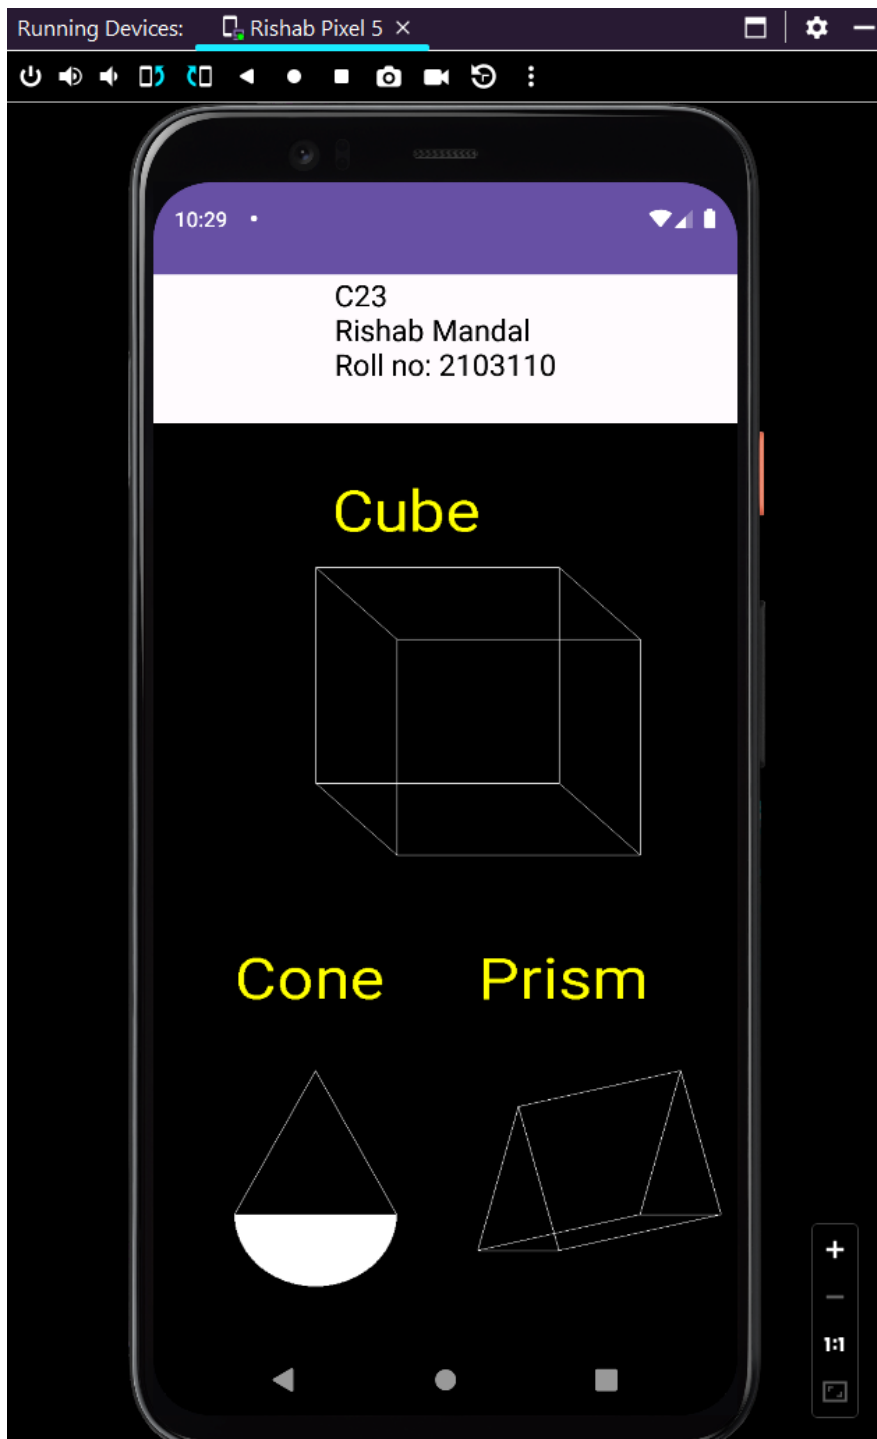 Running Devices: Rishab Pixel 5
10:29
C23
Rishab Mandal
Roll no: 2103110
Cube
Cone Prism
1:1